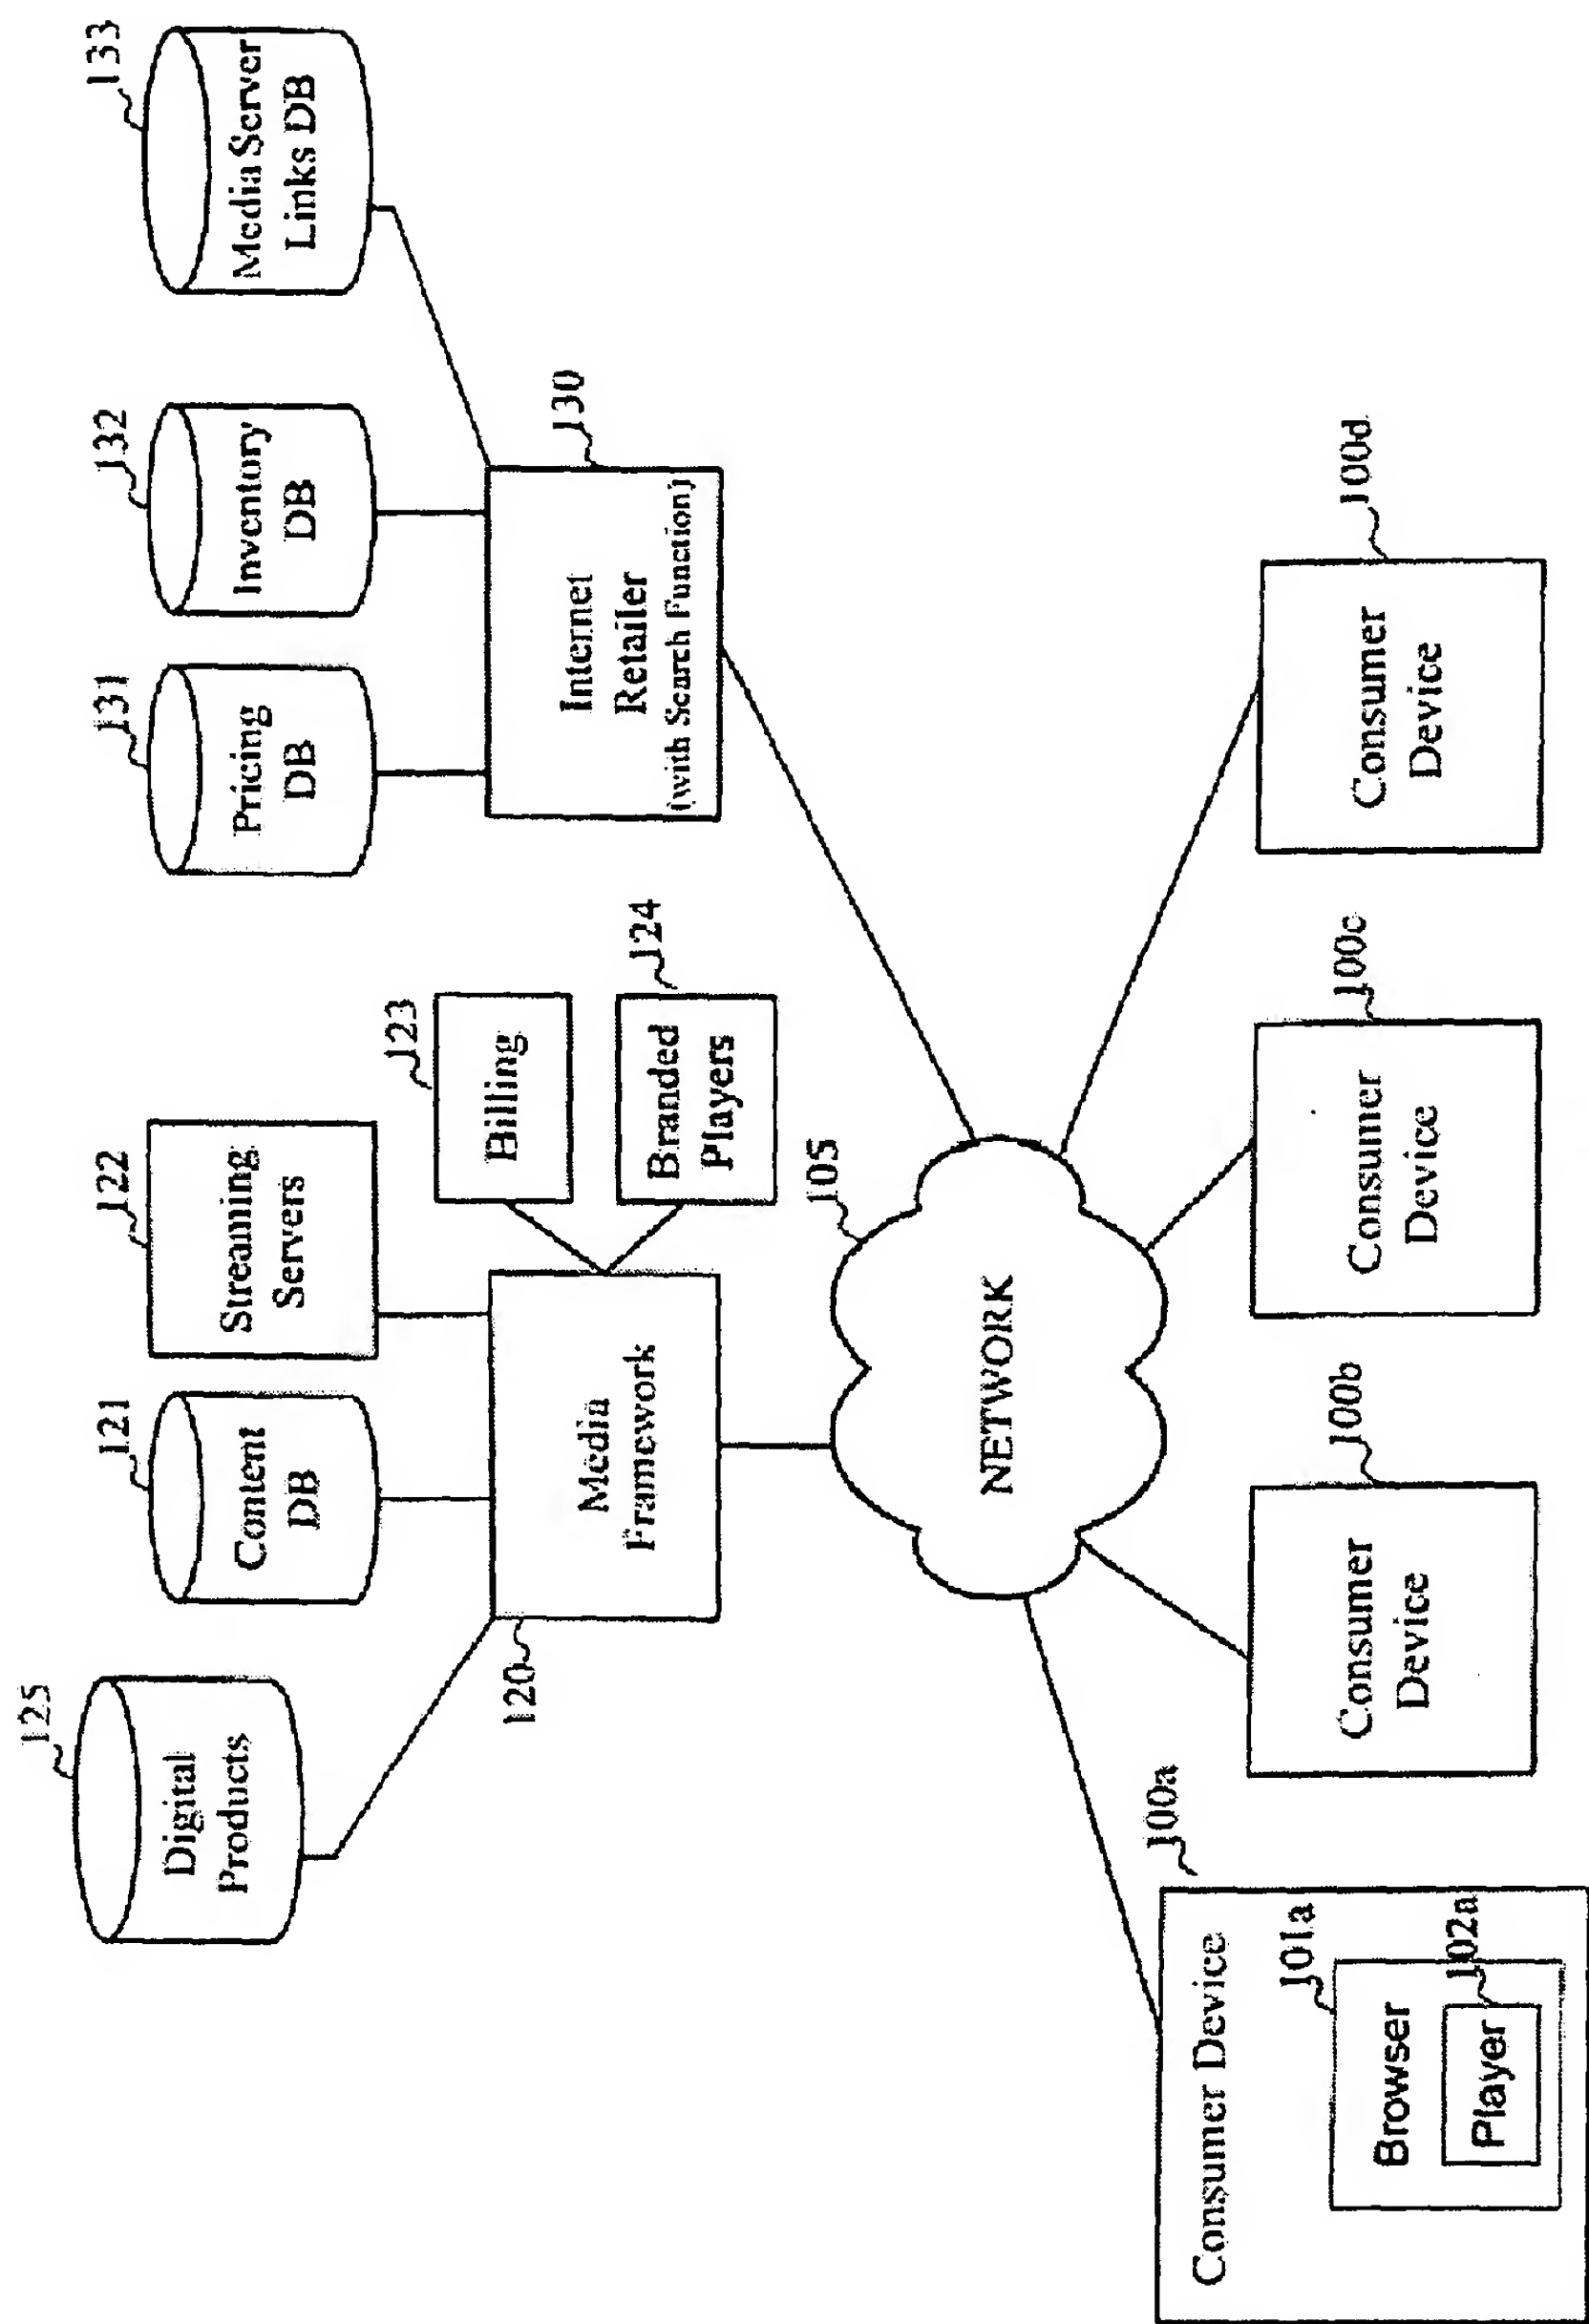 125
Digital
Products
121
Content
DB
122
Streaming
Servers
131
Pricing
DB
132
Inventory
DB
133
Media Server
Links DB
120
Media
Framework
123
Billing
124
Branded
Players
130
Internet
Retailer
(with Search Function)
105
NETWORK
100a
Consumer Device
101a
Browser
102a
Player
100b
Consumer
Device
100c
Consumer
Device
100d
Consumer
Device